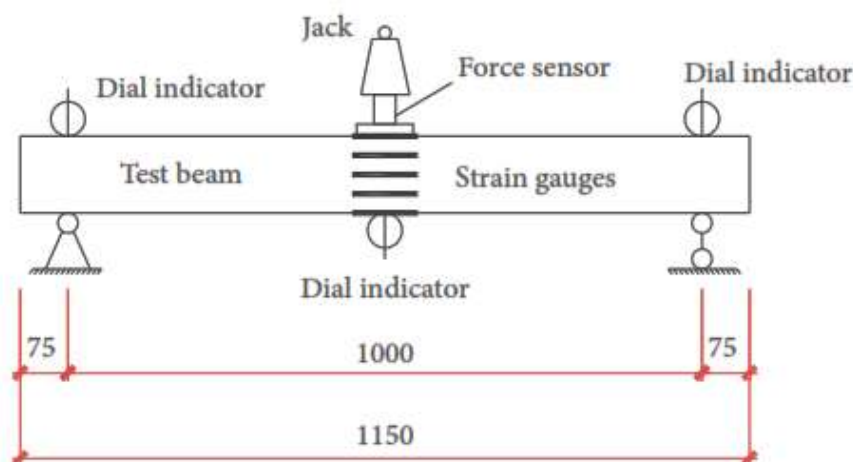 Jack
Force sensor
Dial indicator
Dial indicator
Test beam
Strain gauges
Dial indicator
75
1000
75
1150